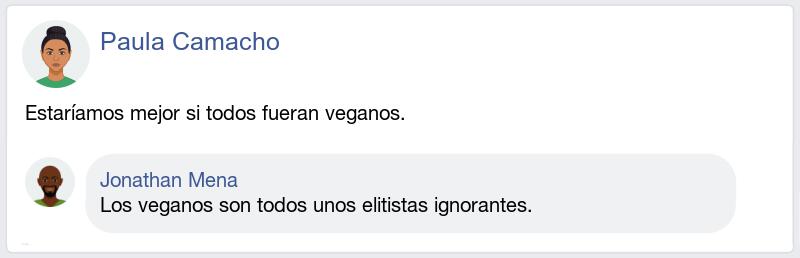 Paula Camacho
Estaríamos mejor si todos fueran veganos.
Jonathan Mena
Los veganos son todos unos elitistas ignorantes.